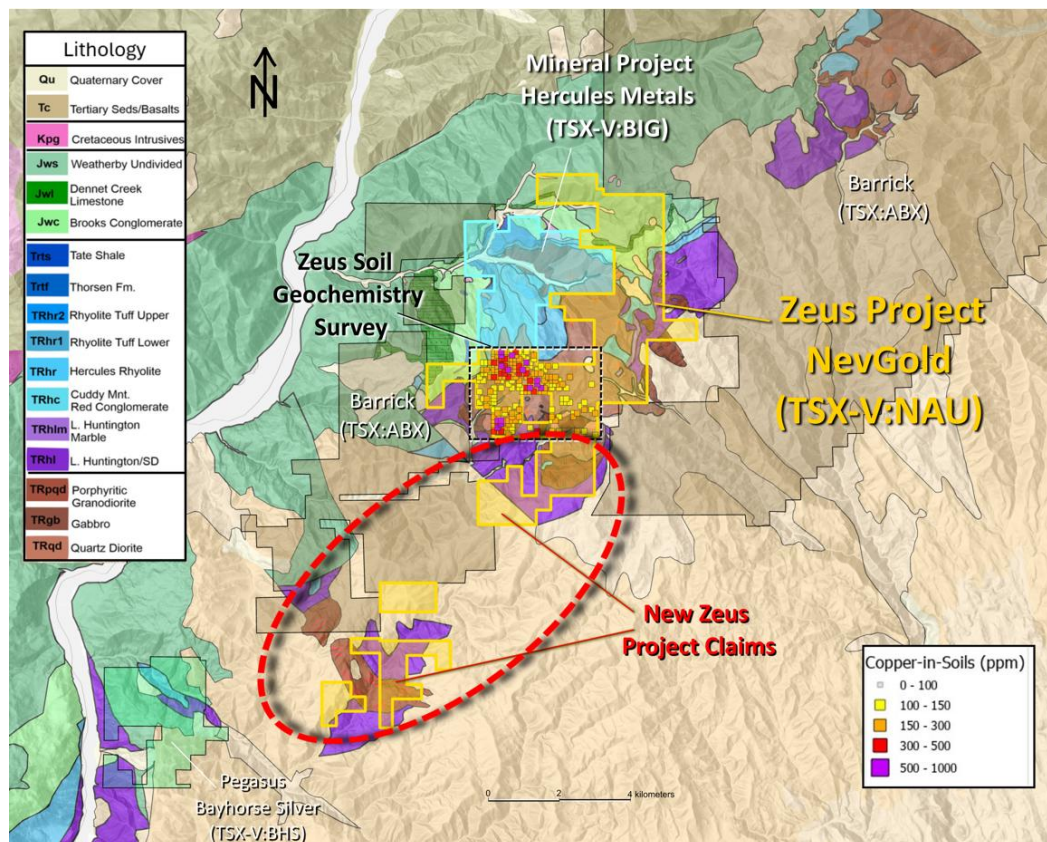 Lithology
Qu Quaternary Cover
Tc Tertiary Seds/Basalts
Kpg Cretaceous Intrusives
Jws Weatherby Undivided
Jwl Dennet Creek
Limestone
Jwc Brooks Conglomerate
Trts Tate Shale
Trtf Thorsen Fm.
TRhr2 Rhyolite Tuff Upper
TRhr1 Rhyolite Tuff Lower
TRhr Hercules Rhyolite
TRhc Cuddy Mnt.
Red Conglomerate
TRhlm L. Huntington
Marble
TRhl L. Huntington/SD
TRpqd Porphyritic
Granodiorite
TRgb Gabbro
TRqd Quartz Diorite
N
Mineral Project
Hercules Metals
(TSX-V:BIG)
Barrick
(TSX:ABX)
Zeus Soil
Geochemistry
Survey
Zeus Project
NevGold
(TSX-V:NAU)
Barrick
(TSX:ABX)
New Zeus
Project Claims
Copper-in-Soils (ppm)
0 - 100
100 - 150
150 - 300
300 - 500
500 - 1000
Pegasus
Bayhorse Silver
(TSX-V:BHS)
0 2 4 kilometers